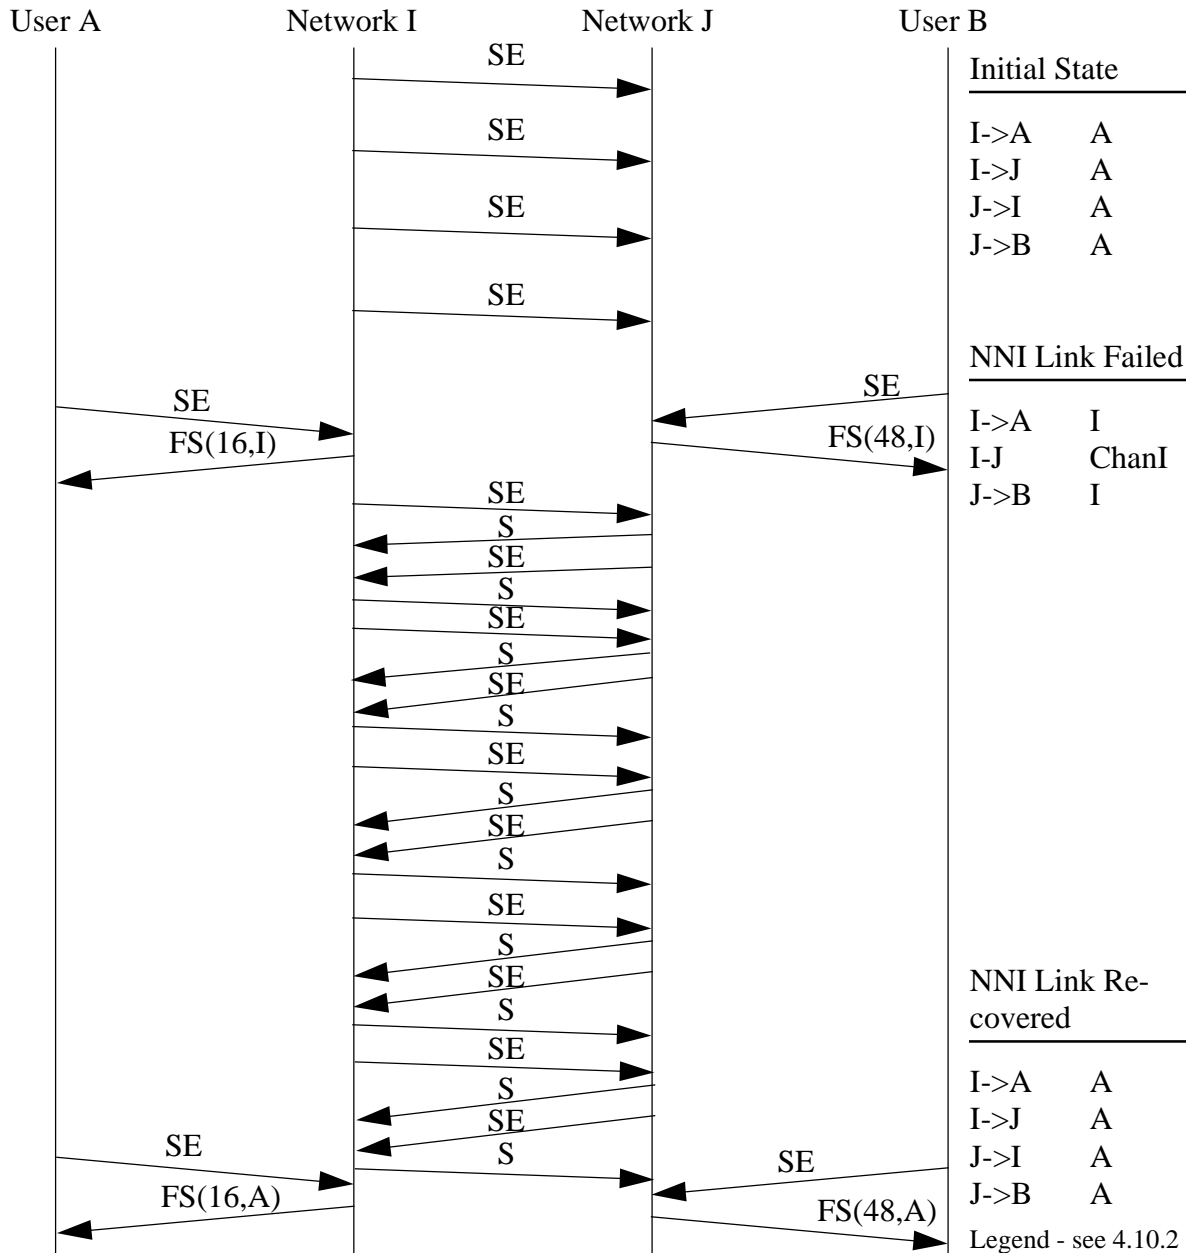 User A Network I Network J User B
SE
Initial State
SE
I->A A
I->J A
SE
J->I A
J->B A
SE
NNI Link Failed
SE
SE
I->A I
FS(16,I)
FS(48,I)
I-J ChanI
SE
J->B I
S
SE
S
SE
S
SE
S
SE
S
SE
S
SE
S
SE
NNI Link Re-
covered
S
SE
I->A A
S
I->J A
SE
SE
S
SE
J->I A
FS(16,A)
FS(48,A)
J->B A
Legend - see 4.10.2